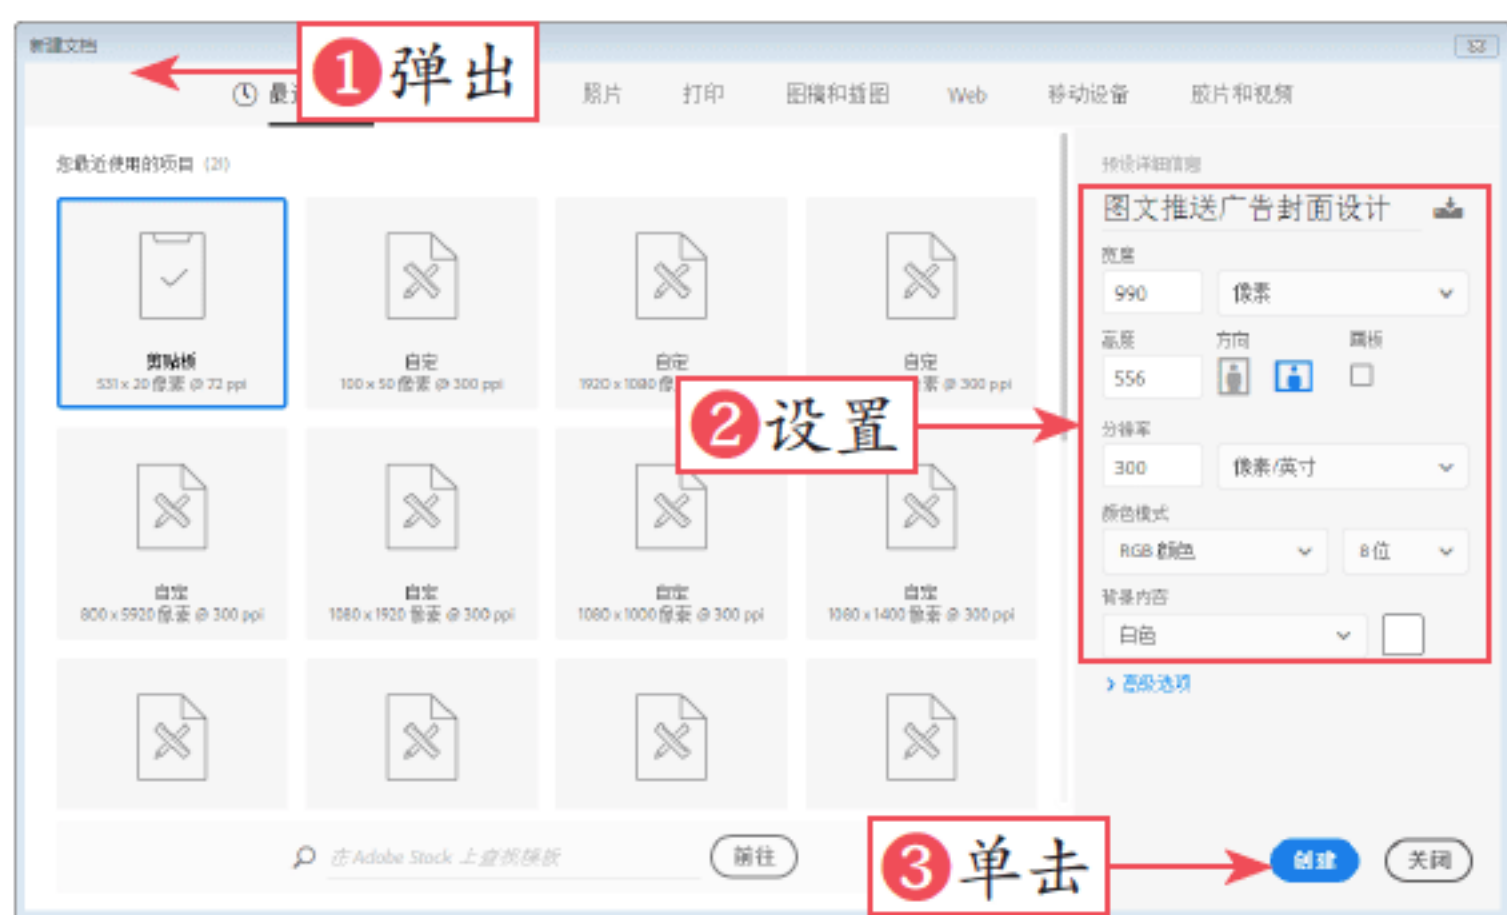 新建文档
1 弹出
照片
打印
图稿和插图
Web
移动设备
胶片和视频
您最近使用的项目 (21)
剪贴板
531 x 20 像素 @ 72 ppi
自定
100 x 50 像素 @ 300 ppi
自定
1920 x 1080
自定
素 @ 300 ppi
自定
800 x 5920 像素 @ 300 ppi
自定
1080 x 1920 像素 @ 300 ppi
自定
1080 x 1000 像素 @ 300 ppi
自定
1080 x 1400 像素 @ 300 ppi
在 Adobe Stock 上查找模板
前往
2 设置
预设详细信息
图文推送广告封面设计
宽度
990 像素
高度 方向 画板
556
分辨率
300 像素/英寸
颜色模式
RGB 颜色 8 位
背景内容
白色
高级选项
3 单击
创建
关闭